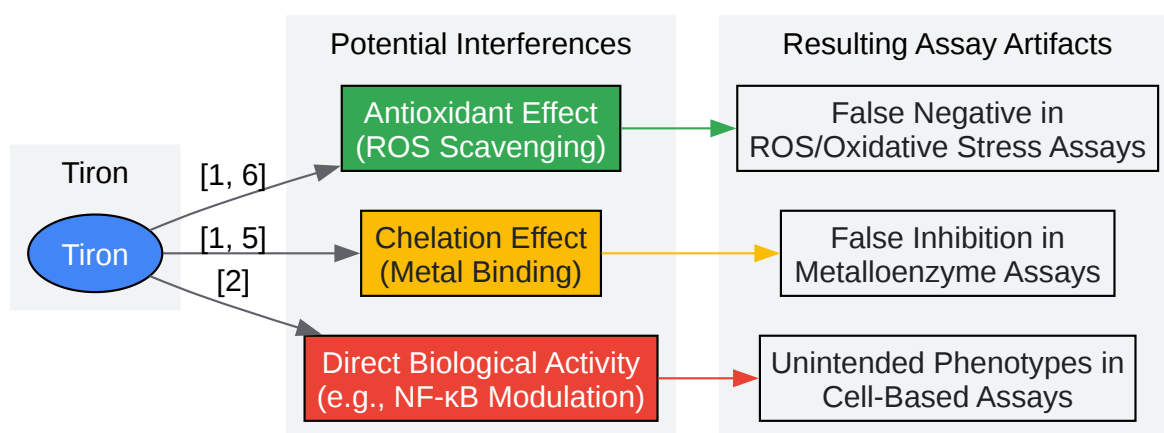 Potential Interferences
Resulting Assay Artifacts
Tiron
Tiron
[1, 6]
[1, 5]
[2]
Antioxidant Effect
(ROS Scavenging)
False Negative in
ROS/Oxidative Stress Assays
Chelation Effect
(Metal Binding)
False Inhibition in
Metalloenzyme Assays
Direct Biological Activity
(e.g., NF-κB Modulation)
Unintended Phenotypes in
Cell-Based Assays